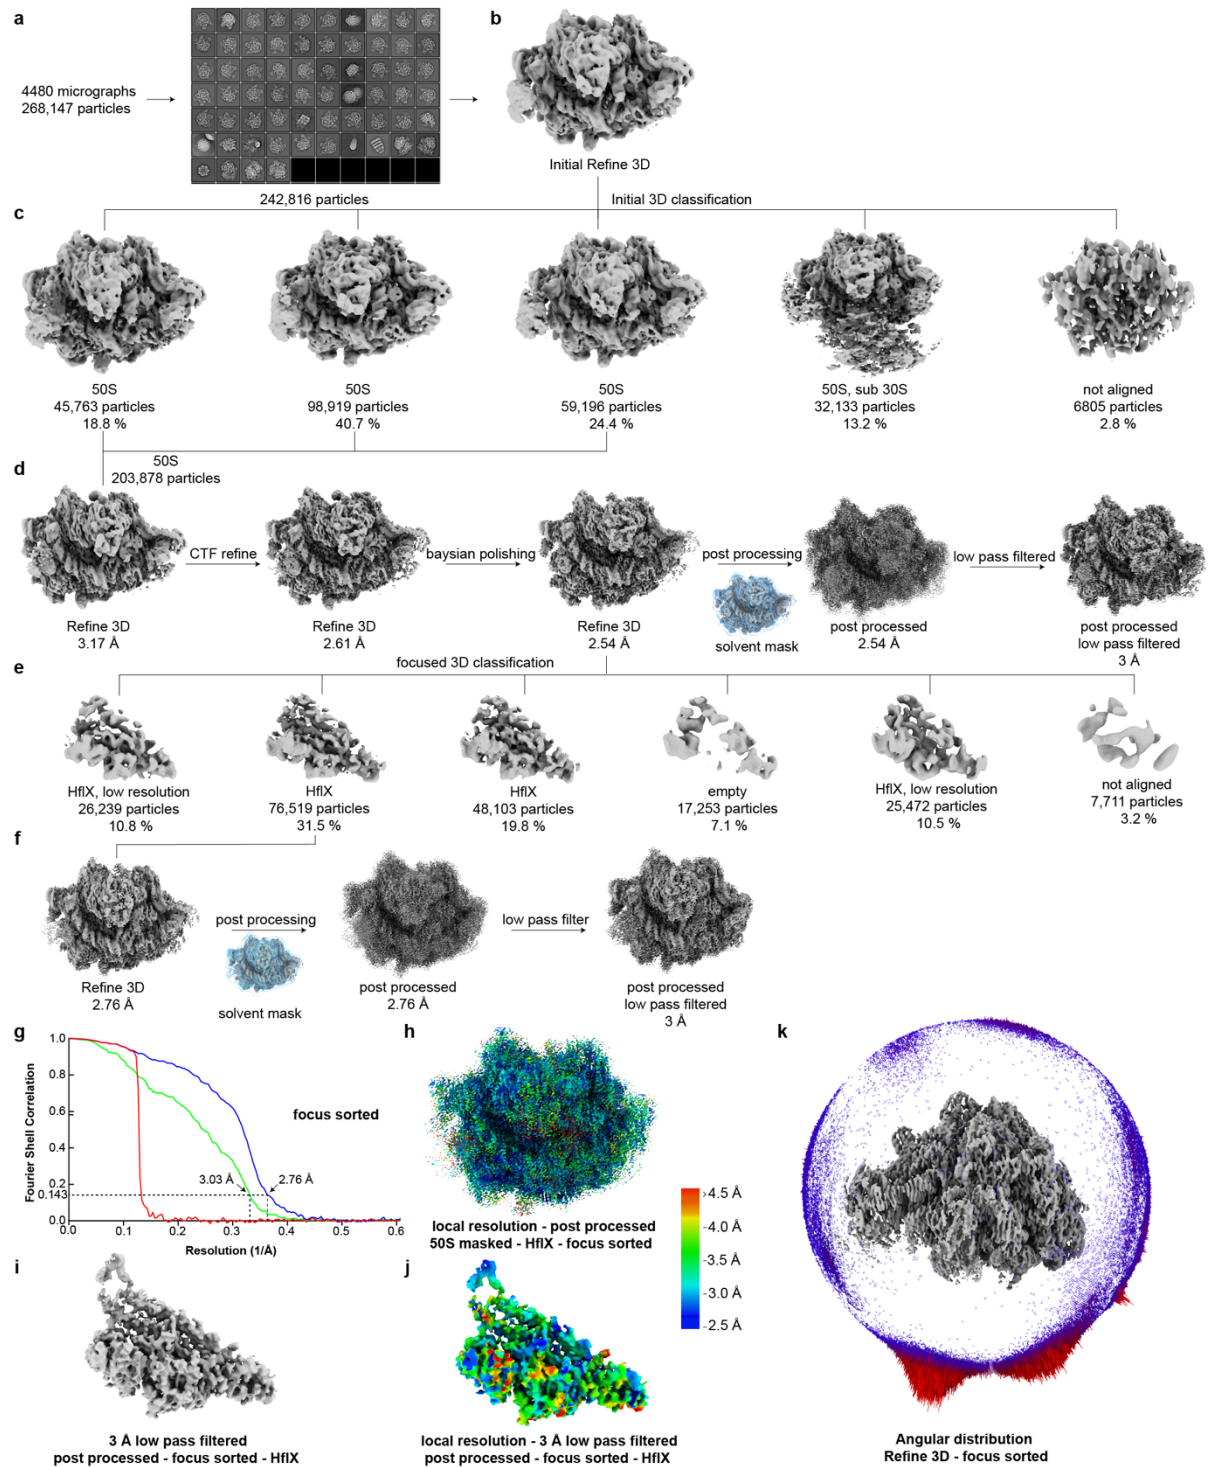 a
4480 micrographs
268,147 particles
242,816 particles
b
Initial Refine 3D
Initial 3D classification
c
50S
45,763 particles
18.8 %
50S
98,919 particles
40.7 %
50S
59,196 particles
24.4 %
50S, sub 30S
32,133 particles
13.2 %
not aligned
6805 particles
2.8 %
50S
203,878 particles
d
CTF refine
baysian polishing
post processing
low pass filtered
Refine 3D
3.17 Å
Refine 3D
2.61 Å
Refine 3D
2.54 Å
solvent mask
post processed
2.54 Å
post processed
low pass filtered
3 Å
focused 3D classification
e
HflX, low resolution
26,239 particles
10.8 %
HflX
76,519 particles
31.5 %
HflX
48,103 particles
19.8 %
empty
17,253 particles
7.1 %
HflX, low resolution
25,472 particles
10.5 %
not aligned
7,711 particles
3.2 %
f
post processing
low pass filter
Refine 3D
2.76 Å
solvent mask
post processed
2.76 Å
post processed
low pass filtered
3 Å
g
1.0
0.8
0.6
0.4
0.2
0.143
0.0
Fourier Shell Correlation
focus sorted
3.03 Å
2.76 Å
0.0
0.1
0.2
0.3
0.4
0.5
0.6
Resolution (1/Å)
h
local resolution - post processed
50S masked - HflX - focus sorted
i
3 Å low pass filtered
post processed - focus sorted - HflX
j
>4.5 Å
4.0 Å
3.5 Å
3.0 Å
2.5 Å
local resolution - 3 Å low pass filtered
post processed - focus sorted - HflX
k
Angular distribution
Refine 3D - focus sorted